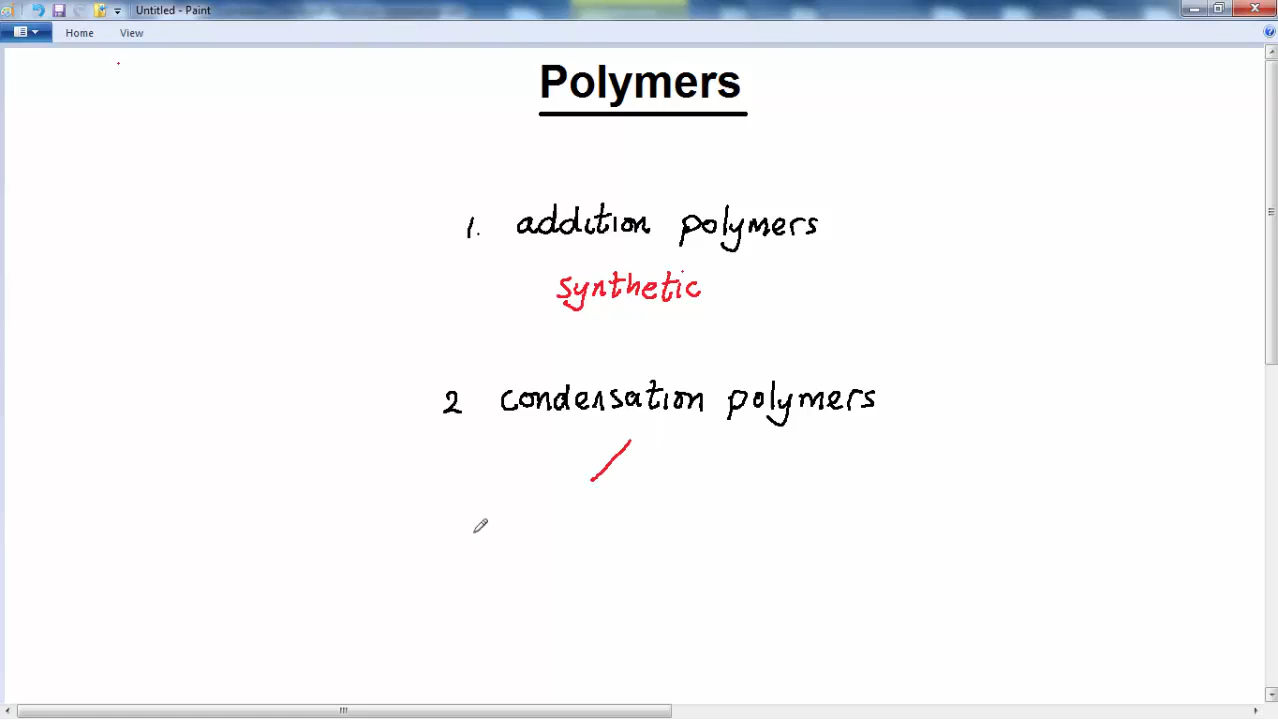 Untitled - Paint
Home View
Polymers
1. addition polymers
synthetic
2 condensation polymers